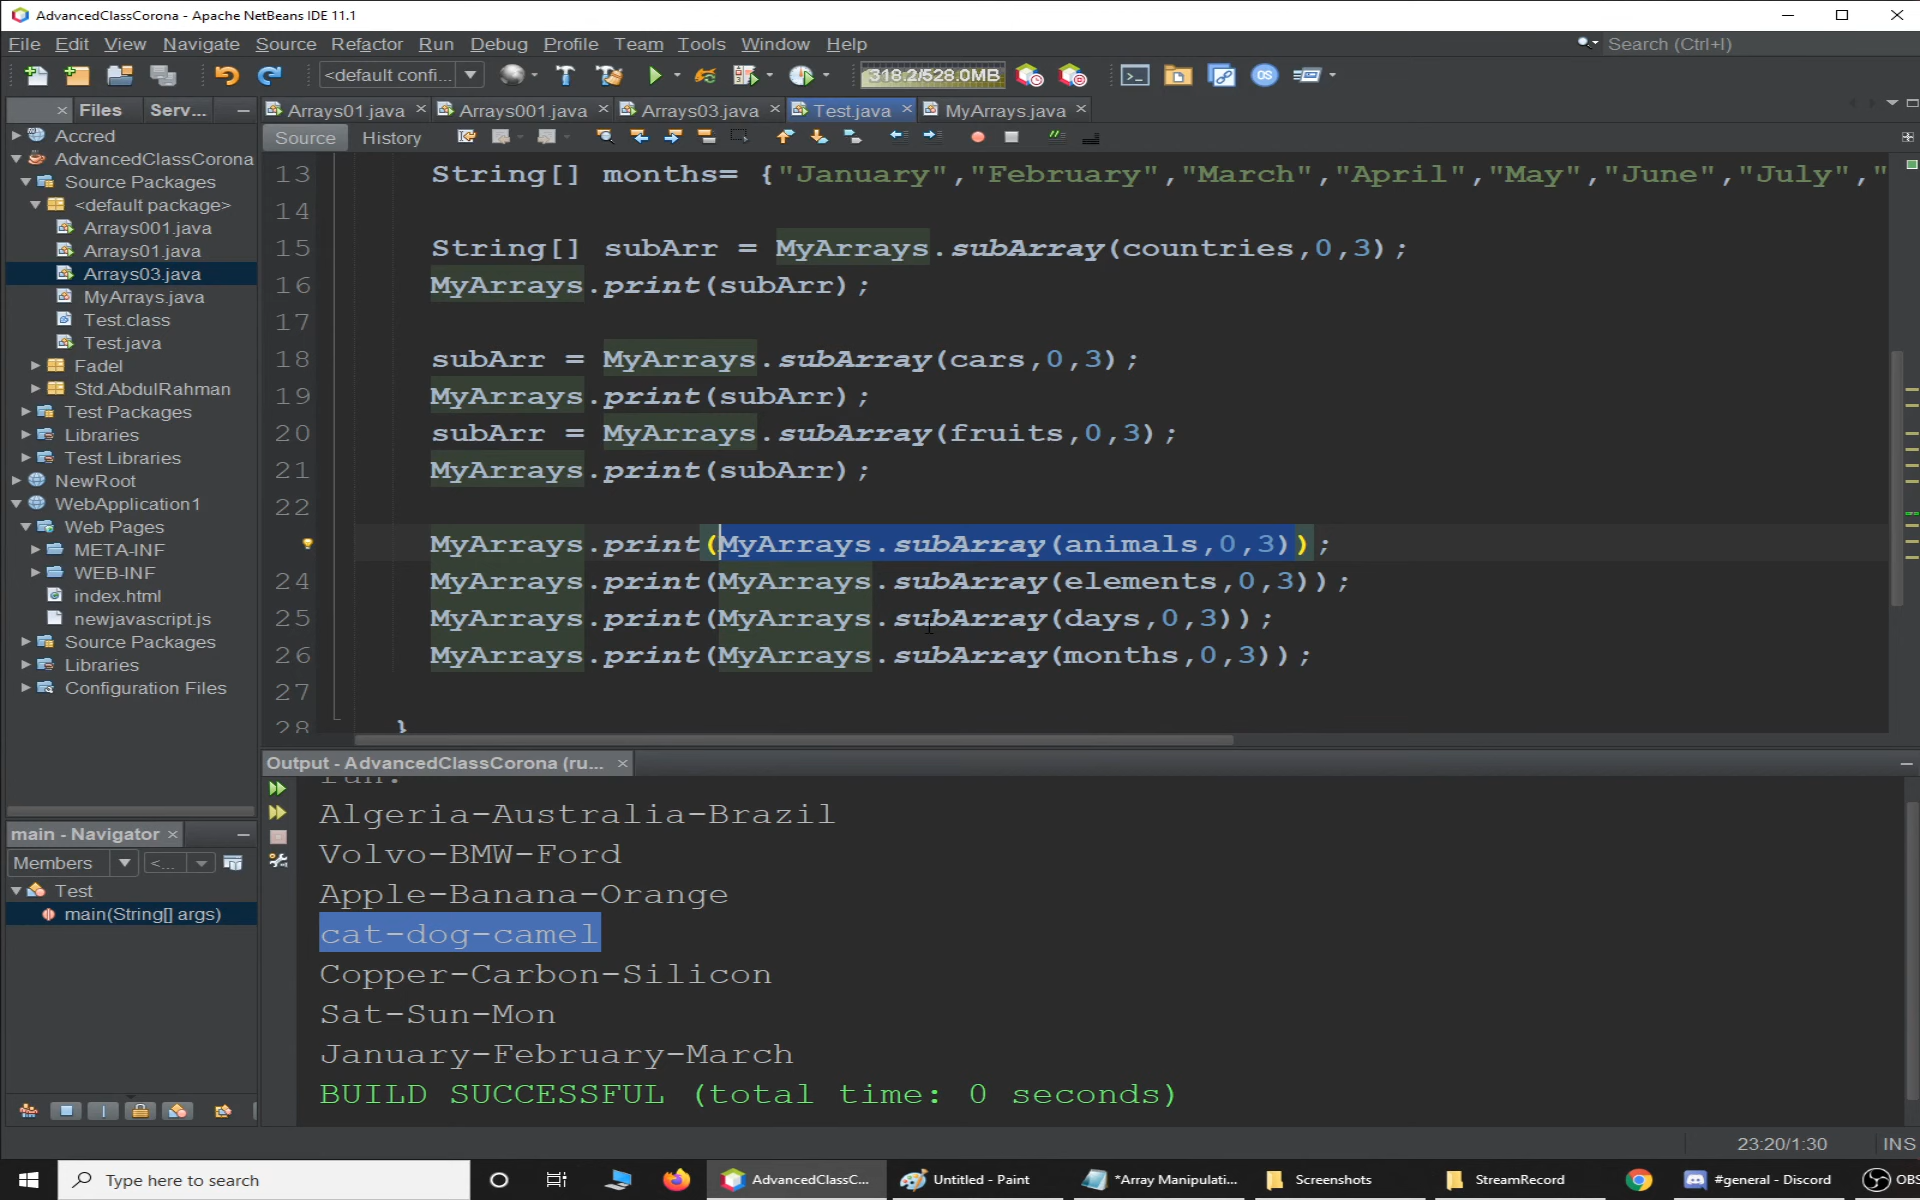 AdvancedClassCorona - Apache NetBeans IDE 11.1
File Edit View Navigate Source Refactor Run Debug Profile Team Tools Window Help
Search (Ctrl+I)
<default confi...
318.2/528.0MB
Files Serv...
Arrays01.java Arrays001.java Arrays03.java Test.java MyArrays.java
Source History
Accred
AdvancedClassCorona
Source Packages
<default package>
Arrays001.java
Arrays01.java
Arrays03.java
MyArrays.java
Test.class
Test.java
Fadel
Std.AbdulRahman
Test Packages
Libraries
Test Libraries
NewRoot
WebApplication1
Web Pages
META-INF
WEB-INF
index.html
newjavascript.js
Source Packages
Libraries
Configuration Files
13 String[] months= {"January","February","March","April","May","June","July","
14
15 String[] subArr = MyArrays.subArray(countries,0,3);
16 MyArrays.print(subArr);
17
18 subArr = MyArrays.subArray(cars,0,3);
19 MyArrays.print(subArr);
20 subArr = MyArrays.subArray(fruits,0,3);
21 MyArrays.print(subArr);
22
MyArrays.print(MyArrays.subArray(animals,0,3));
24 MyArrays.print(MyArrays.subArray(elements,0,3));
25 MyArrays.print(MyArrays.subArray(days,0,3));
26 MyArrays.print(MyArrays.subArray(months,0,3));
27
28 }
Output - AdvancedClassCorona (ru...
run:
Algeria-Australia-Brazil
Volvo-BMW-Ford
Apple-Banana-Orange
cat-dog-camel
Copper-Carbon-Silicon
Sat-Sun-Mon
January-February-March
BUILD SUCCESSFUL (total time: 0 seconds)
main - Navigator
Members <...
Test
main(String[] args)
23:20/1:30 INS
Type here to search
AdvancedClassC...
Untitled - Paint
*Array Manipulati...
Screenshots
StreamRecord
#general - Discord
OBS